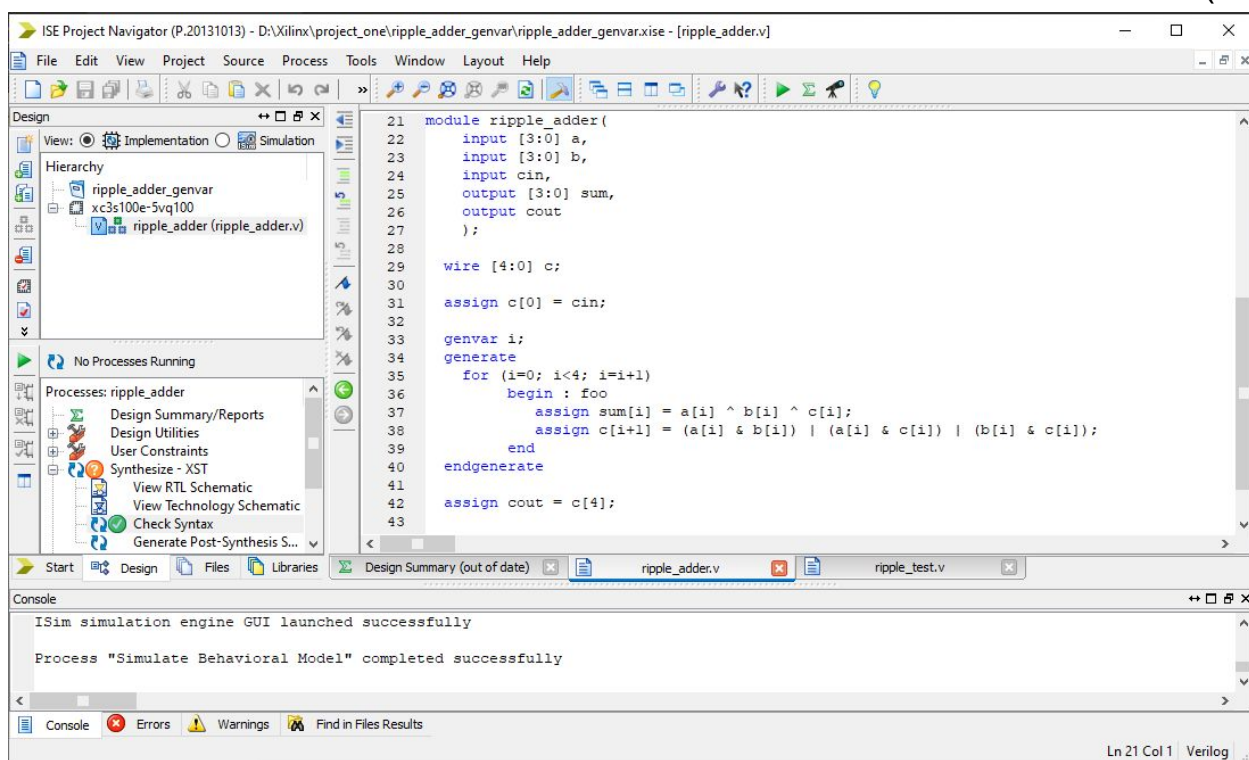 ISE Project Navigator (P.20131013) - D:\Xilinx\project_one\ripple_adder_genvar\ripple_adder_genvar.xise - [ripple_adder.v]
File Edit View Project Source Process Tools Window Layout Help
Design
View: Implementation Simulation
Hierarchy
ripple_adder_genvar
xc3s100e-5vq100
ripple_adder (ripple_adder.v)
No Processes Running
Processes: ripple_adder
Design Summary/Reports
Design Utilities
User Constraints
Synthesize - XST
View RTL Schematic
View Technology Schematic
Check Syntax
Generate Post-Synthesis S...
21 module ripple_adder(
22 input [3:0] a,
23 input [3:0] b,
24 input cin,
25 output [3:0] sum,
26 output cout
27 );
28
29 wire [4:0] c;
30
31 assign c[0] = cin;
32
33 genvar i;
34 generate
35 for (i=0; i<4; i=i+1)
36 begin : foo
37 assign sum[i] = a[i] ^ b[i] ^ c[i];
38 assign c[i+1] = (a[i] & b[i]) | (a[i] & c[i]) | (b[i] & c[i]);
39 end
40 endgenerate
41
42 assign cout = c[4];
43
Start Design Files Libraries Design Summary (out of date) ripple_adder.v ripple_test.v
Console
ISim simulation engine GUI launched successfully
Process "Simulate Behavioral Model" completed successfully
Console Errors Warnings Find in Files Results
Ln 21 Col 1 Verilog